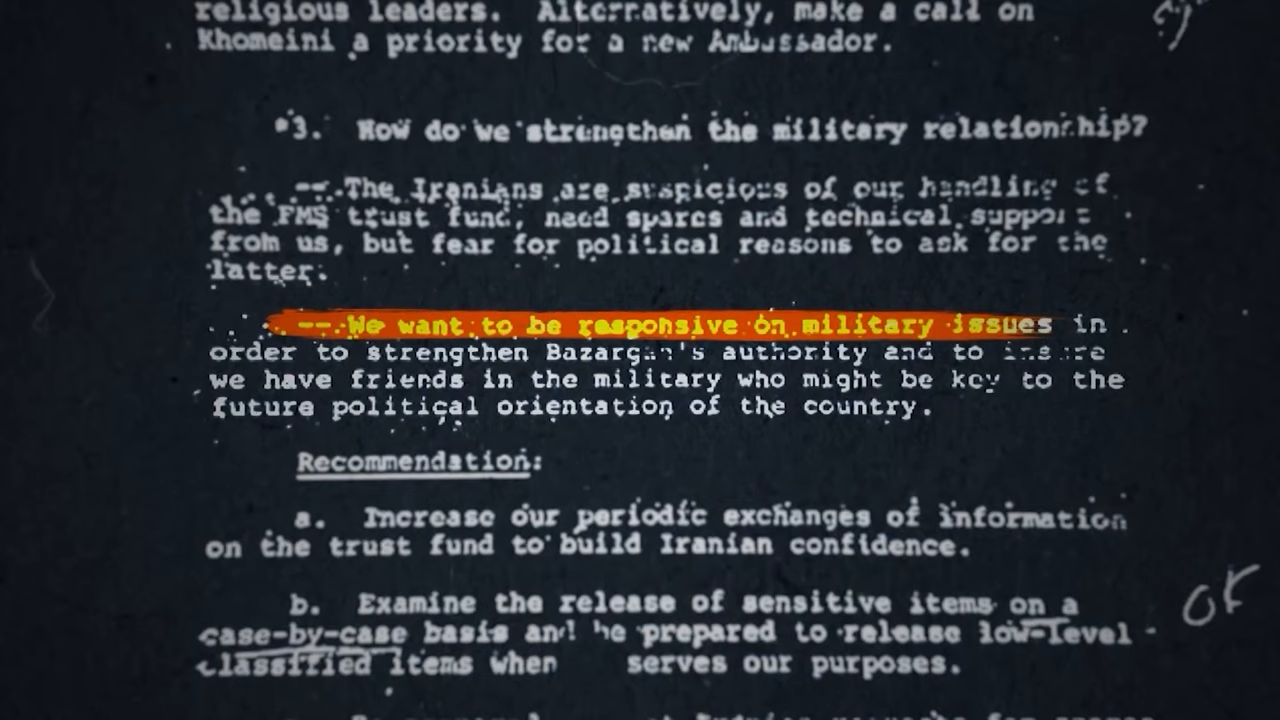 religious leaders. Alternatively, make a call on
Khomeini a priority for a new Ambassador.
3. How do we strengthen the military relationship?
--. The Iranians are suspicious of our handling of
the FMS trust fund, need spares and technical support
from us, but fear for political reasons to ask for the
latter.
--. We want to be responsive on military issues in
order to strengthen Bazargan's authority and to insure
we have friends in the military who might be key to the
future political orientation of the country.
Recommendation:
a. Increase our periodic exchanges of information
on the trust fund to build Iranian confidence.
b. Examine the release of sensitive items on a
case-by-case basis and be prepared to release low-level
classified items when serves our purposes.
OK